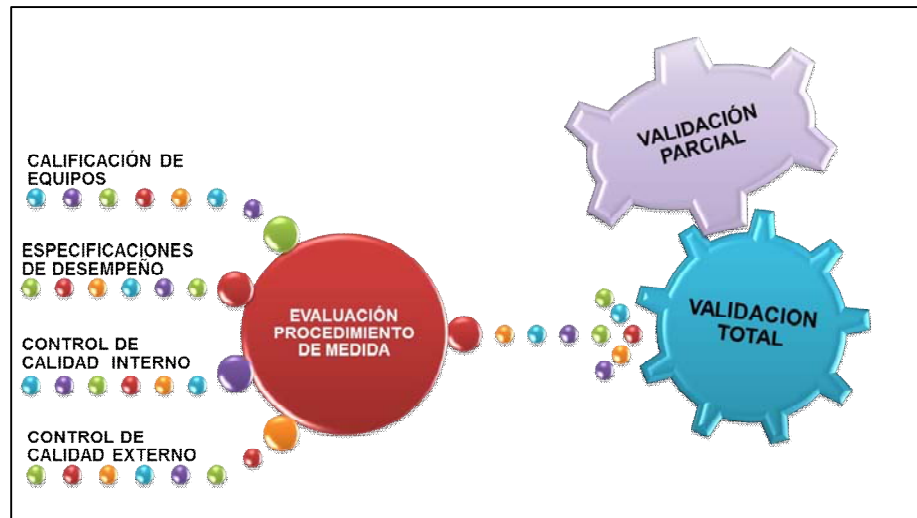 CALIFICACIÓN DE
EQUIPOS
ESPECIFICACIONES
DE DESEMPEÑO
CONTROL DE
CALIDAD INTERNO
CONTROL DE
CALIDAD EXTERNO
EVALUACIÓN
PROCEDIMIENTO
DE MEDIDA
VALIDACIÓN
PARCIAL
VALIDACION
TOTAL